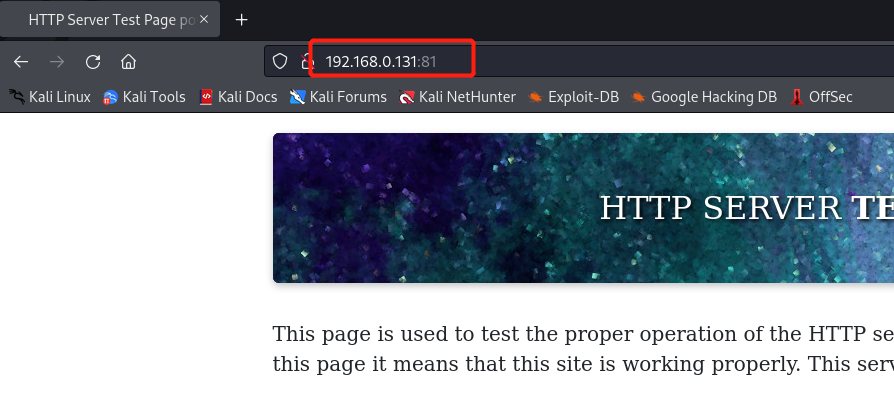 HTTP Server Test Page po
192.168.0.131:81
Kali Linux Kali Tools Kali Docs Kali Forums Kali NetHunter Exploit-DB Google Hacking DB OffSec
HTTP SERVER TE
This page is used to test the proper operation of the HTTP se
this page it means that this site is working properly. This serv